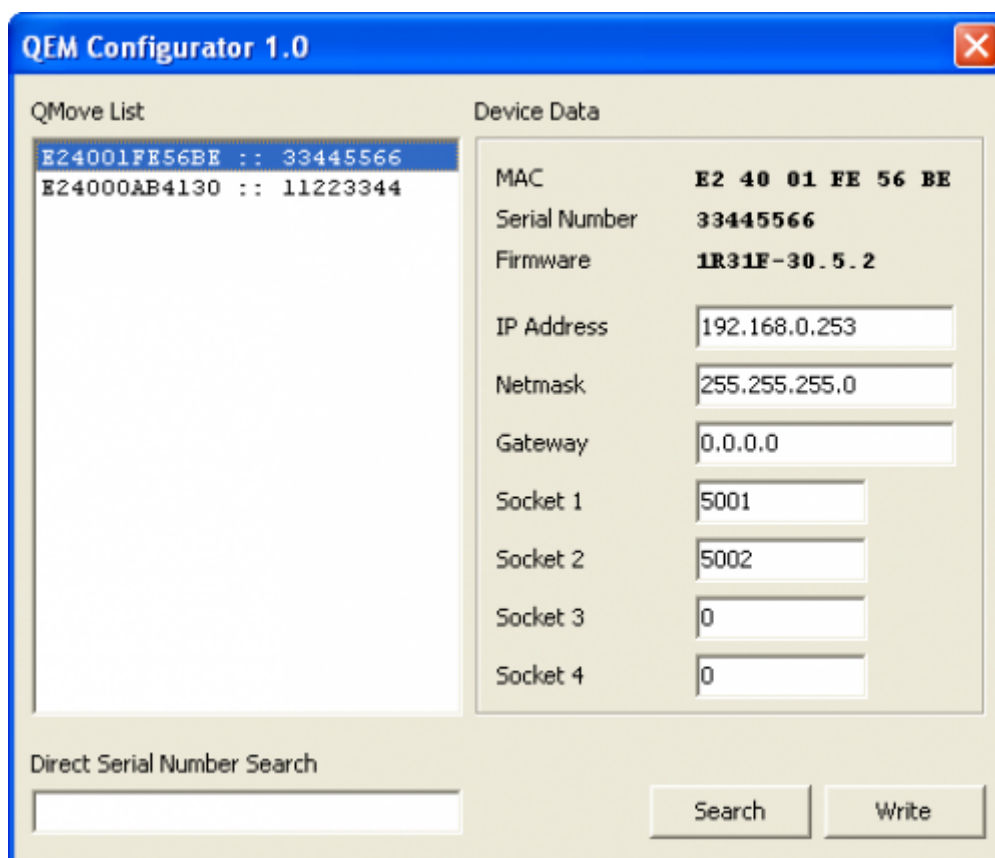 QEM Configurator 1.0
QMove List
E24001FE56BE :: 33445566
E24000AB4130 :: 11223344
Device Data
MAC E2 40 01 FE 56 BE
Serial Number 33445566
Firmware 1R31F-30.5.2
IP Address 192.168.0.253
Netmask 255.255.255.0
Gateway 0.0.0.0
Socket 1 5001
Socket 2 5002
Socket 3 0
Socket 4 0
Direct Serial Number Search
Search Write